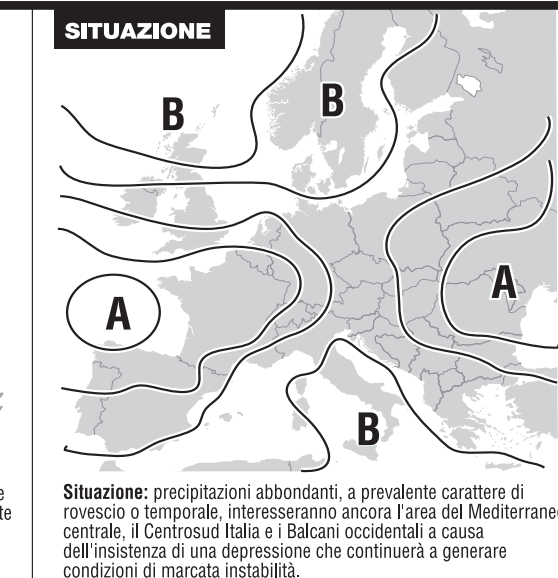 SITUAZIONE
B
B
A
A
B
Situazione: precipitazioni abbondanti, a prevalente carattere di
rovescio o temporale, interesseranno ancora l'area del Mediterraneo
centrale, il Centrosud Italia e i Balcani occidentali a causa
dell'insistenza di una depressione che continuerà a generare
condizioni di marcata instabilità.
e
te